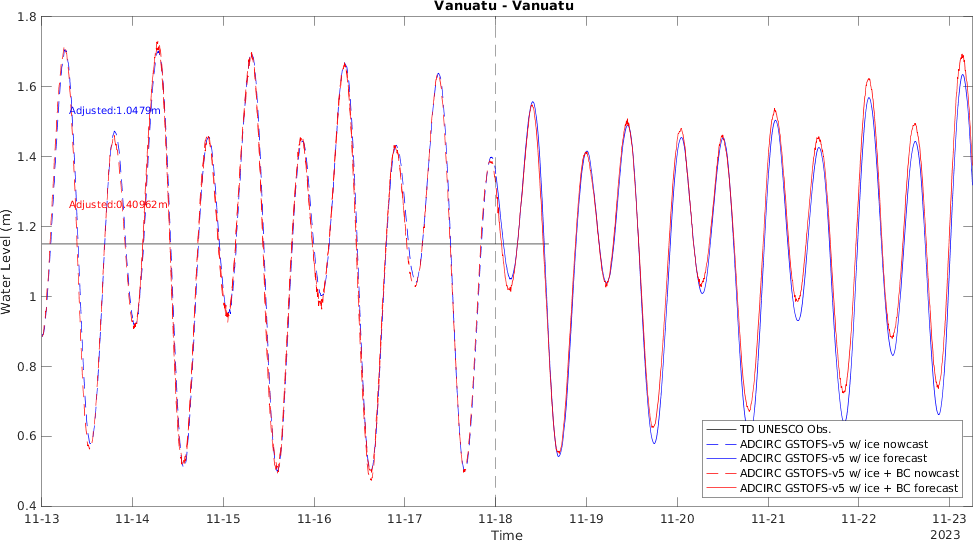 Vanuatu - Vanuatu
1.8
1.6
1.4
1.2
1
0.8
0.6
0.4
Water Level (m)
Adjusted:1.0479m
Adjusted:0.40962m
TD UNESCO Obs.
ADCIRC GSTOFS-v5 w/ ice nowcast
ADCIRC GSTOFS-v5 w/ ice forecast
ADCIRC GSTOFS-v5 w/ ice + BC nowcast
ADCIRC GSTOFS-v5 w/ ice + BC forecast
11-13 11-14 11-15 11-16 11-17 11-18 11-19 11-20 11-21 11-22 11-23
Time
2023